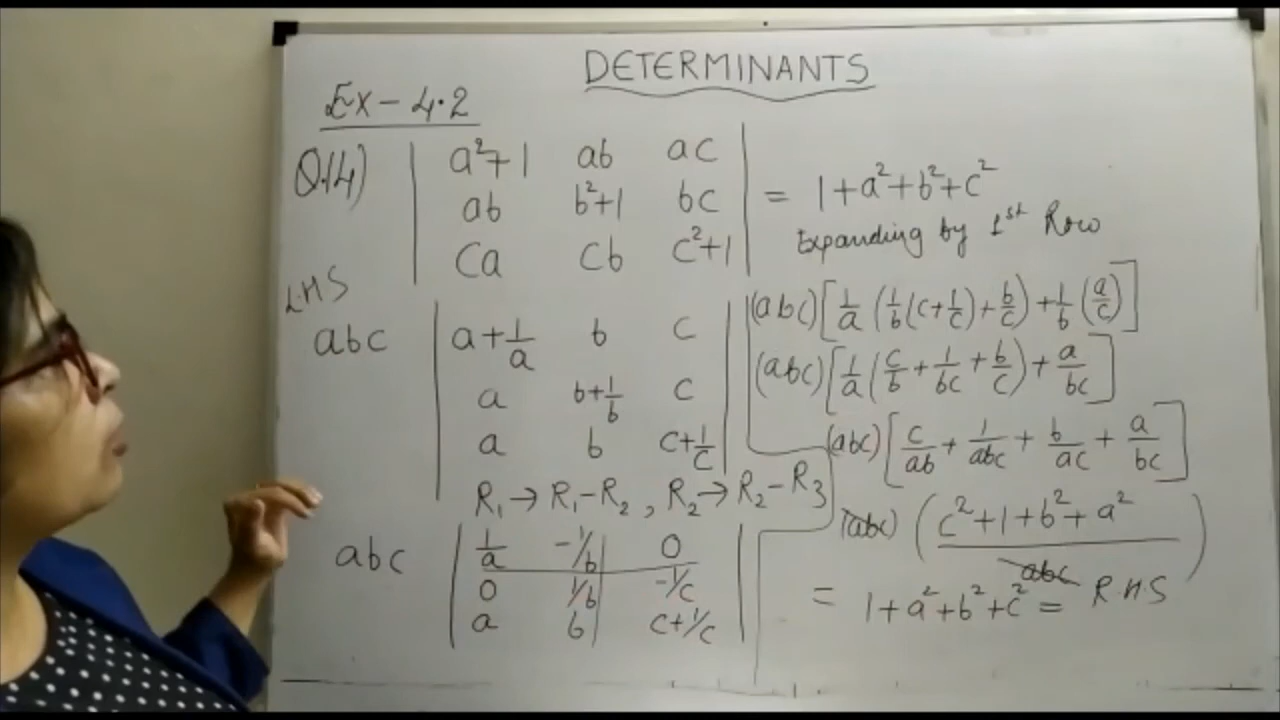 DETERMINANTS
Ex - 4.2
Q.14) | a²+1 ab ac |
| ab b²+1 bc | = 1+a²+b²+c²
| ca cb c²+1 |
LHS
abc | a+1/a b c |
| a b+1/b c |
| a b c+1/c |
R₁→R₁-R₂, R₂→R₂-R₃
abc | 1/a -1/b 0 |
| 0 1/b -1/c |
| a b c+1/c |
Expanding by 1st Row
(abc)[1/a (1/b(c+1/c)+b/c)+1/b(a/c)]
(abc)[1/a (c/b+1/bc+b/c)+a/bc]
(abc)[c/ab+1/abc+b/ac+a/bc]
(abc) (c²+1+b²+a²/abc)
= 1+a²+b²+c² = R.H.S